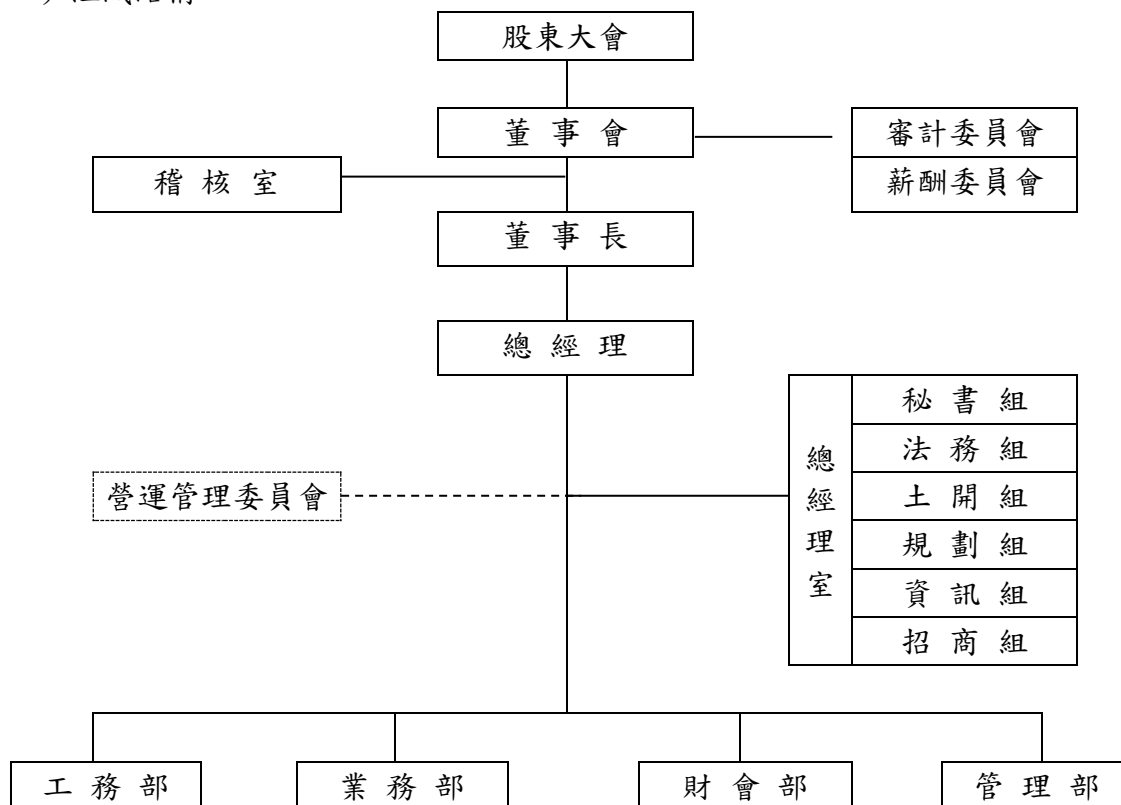 股東大會
董事會
審計委員會
稽核室
薪酬委員會
董事長
總經理
總經理室
秘書組
法務組
土開組
規劃組
資訊組
招商組
營運管理委員會
工務部
業務部
財會部
管理部